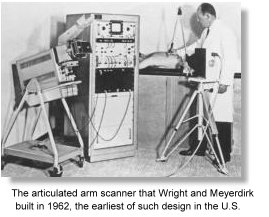 The articulated arm scanner that Wright and Meyerdirk
built in 1962, the earliest of such design in the U.S.